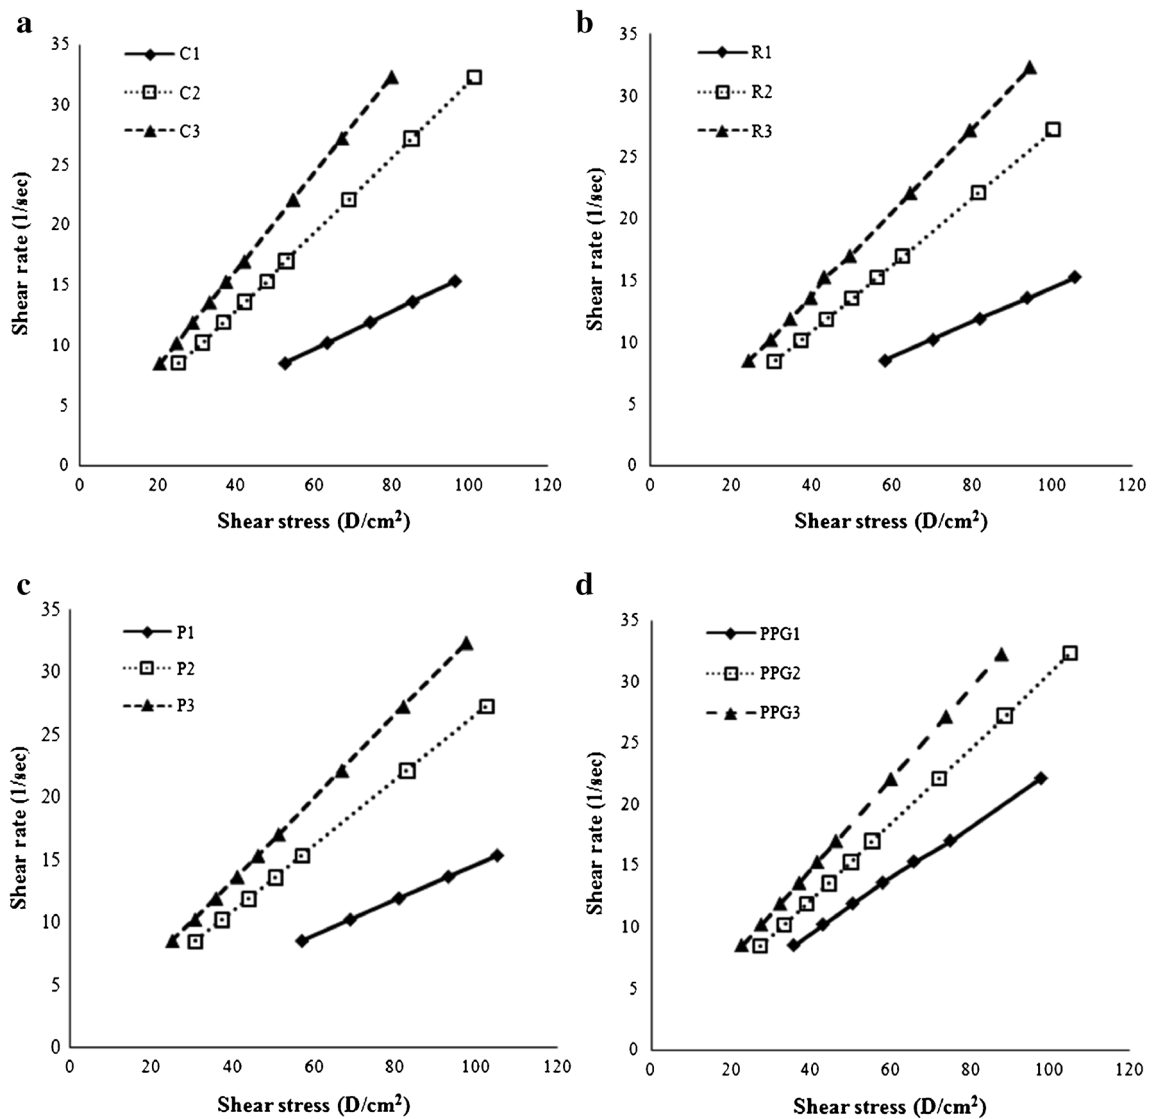 a
C1
C2
C3
35
30
25
20
15
10
5
0
Shear rate (1/sec)
0 20 40 60 80 100 120
Shear stress (D/cm²)
b
R1
R2
R3
35
30
25
20
15
10
5
0
Shear rate (1/sec)
0 20 40 60 80 100 120
Shear stress (D/cm²)
c
P1
P2
P3
35
30
25
20
15
10
5
0
Shear rate (1/sec)
0 20 40 60 80 100 120
Shear stress (D/cm²)
d
PPG1
PPG2
PPG3
35
30
25
20
15
10
5
0
Shear rate (1/sec)
0 20 40 60 80 100 120
Shear stress (D/cm²)